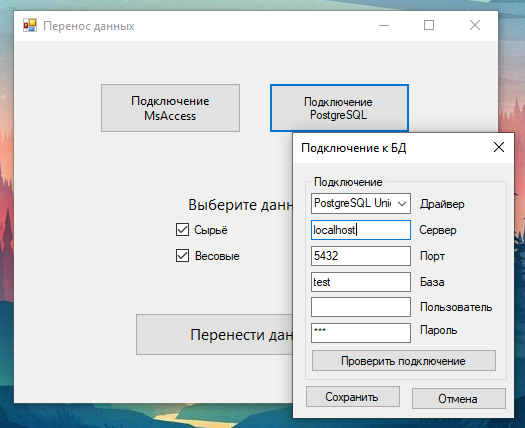 Перенос данных
Подключение
MsAccess
Подключение
PostgreSQL
Выберите данн
Сырьё
Весовые
Перенести дан
Подключение к БД
Подключение
PostgreSQL Unic
Драйвер
localhost
Сервер
5432
Порт
test
База
Пользователь
***
Пароль
Проверить подключение
Сохранить
Отмена